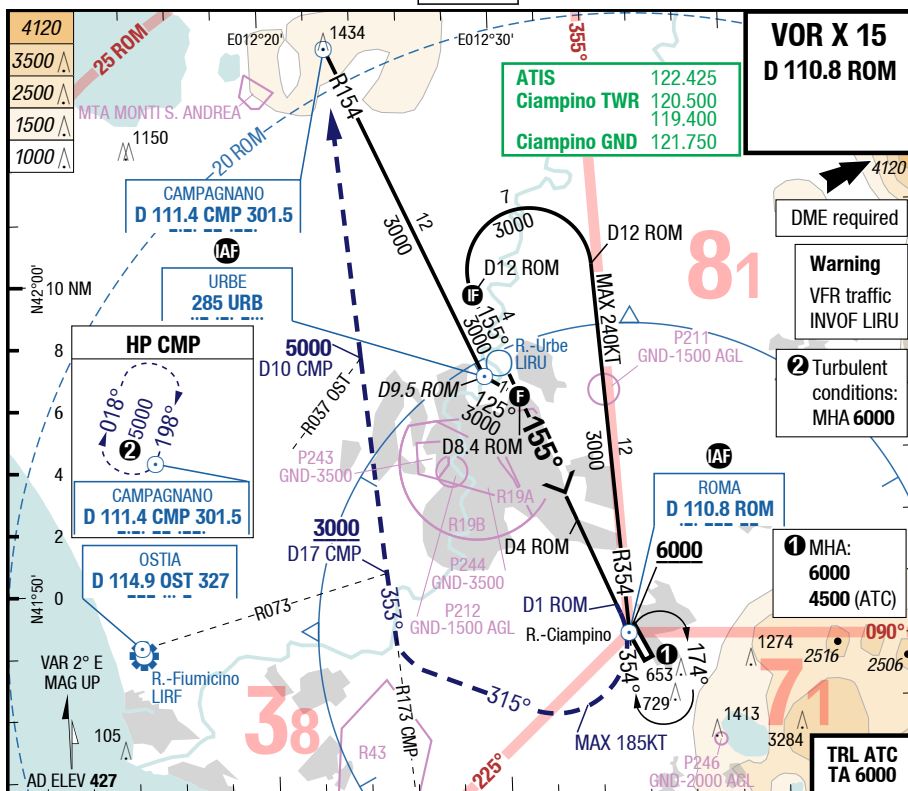 4120
3500
2500
1500
1000
25 ROM
E012°20'
1434
E012°30'
355°
VOR X 15
D 110.8 ROM
ATIS 122.425
Ciampino TWR 120.500
119.400
Ciampino GND 121.750
MTA MONTI S. ANDREA
R154
1150
20 ROM
4120
CAMPAGNANO
D 111.4 CMP 301.5
DME required
12
3000
7
3000
D12 ROM
81
IAF
URBE
285 URB
D12 ROM
IF
MAX 240KT
Warning
VFR traffic
INVOF LIRU
N42°00'
10 NM
155°
4
3000
HP CMP
018°
5000
198°
2
CAMPAGNANO
D 111.4 CMP 301.5
8
6
4
2
0
5000
D10 CMP
R037 OST
D9.5 ROM
R.-Urbe
LIRU
1
125°
3000
F
155°
P211
GND-1500 AGL
2 Turbulent
conditions:
MHA 6000
D8.4 ROM
P243
GND-3500
R19A
R19B
3000
12
IAF
ROMA
D 110.8 ROM
OSTIA
D 114.9 OST 327
3000
D17 CMP
D4 ROM
P244
GND-3500
R354
6000
1 MHA:
6000
4500 (ATC)
N41°50'
R073
353°
P212
GND-1500 AGL
D1 ROM
R.-Ciampino
1274
090°
2516
2506
VAR 2° E
MAG UP
R.-Fiumicino
LIRF
1
653
174°
354°
729
71
38
315°
R173 CMP
1413
3284
105
R43
MAX 185KT
225°
P246
GND-2000 AGL
TRL ATC
TA 6000
AD ELEV 427